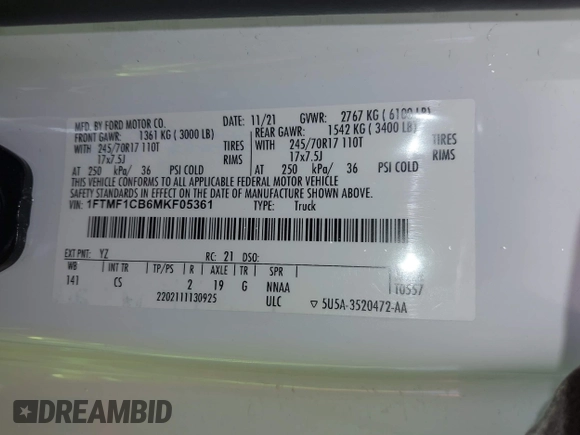 MFD. BY FORD MOTOR CO.
DATE: 11/21 GVWR: 2767 KG ( 6100 LB)
FRONT GAWR: 1361 KG ( 3000 LB) REAR GAWR: 1542 KG ( 3400 LB)
WITH 245/70R17 110T TIRES WITH 245/70R17 110T TIRES
17x7.5J RIMS 17x7.5J RIMS
AT 250 kPa/ 36 PSI COLD AT 250 kPa/ 36 PSI COLD
THIS VEHICLE CONFORMS TO ALL APPLICABLE FEDERAL MOTOR VEHICLE
SAFETY STANDARDS IN EFFECT ON THE DATE OF MANUFACTURE SHOWN ABOVE.
VIN: 1FTMF1CB6MKF05361 TYPE: Truck
EXT PNT: YZ RC: 21 DSO:
WB INT TR TP/PS R AXLE TR SPR
141 CS 2 19 G NNAA 10557
2202111130925 ULC ▽ 5U5A-3520472-AA
DREAMBID